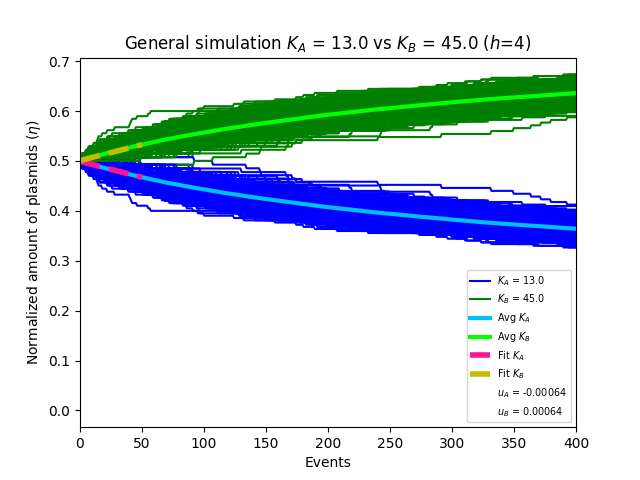 General simulation K_A = 13.0 vs K_B = 45.0 (h=4)
Normalized amount of plasmids (η)
0.7
0.6
0.5
0.4
0.3
0.2
0.1
0.0
K_A = 13.0
K_B = 45.0
Avg K_A
Avg K_B
Fit K_A
Fit K_B
u_A = -0.00064
u_B = 0.00064
0 50 100 150 200 250 300 350 400
Events